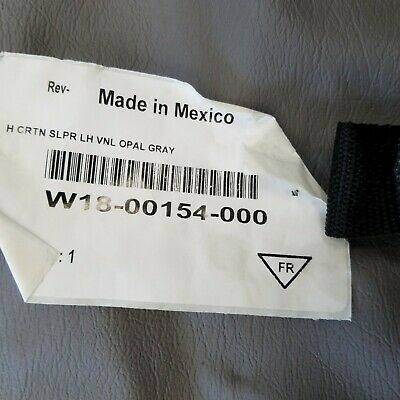 Rev-
Made in Mexico
H CRTN SLPR LH VNL OPAL GRAY
W18-00154-000
: 1
FR